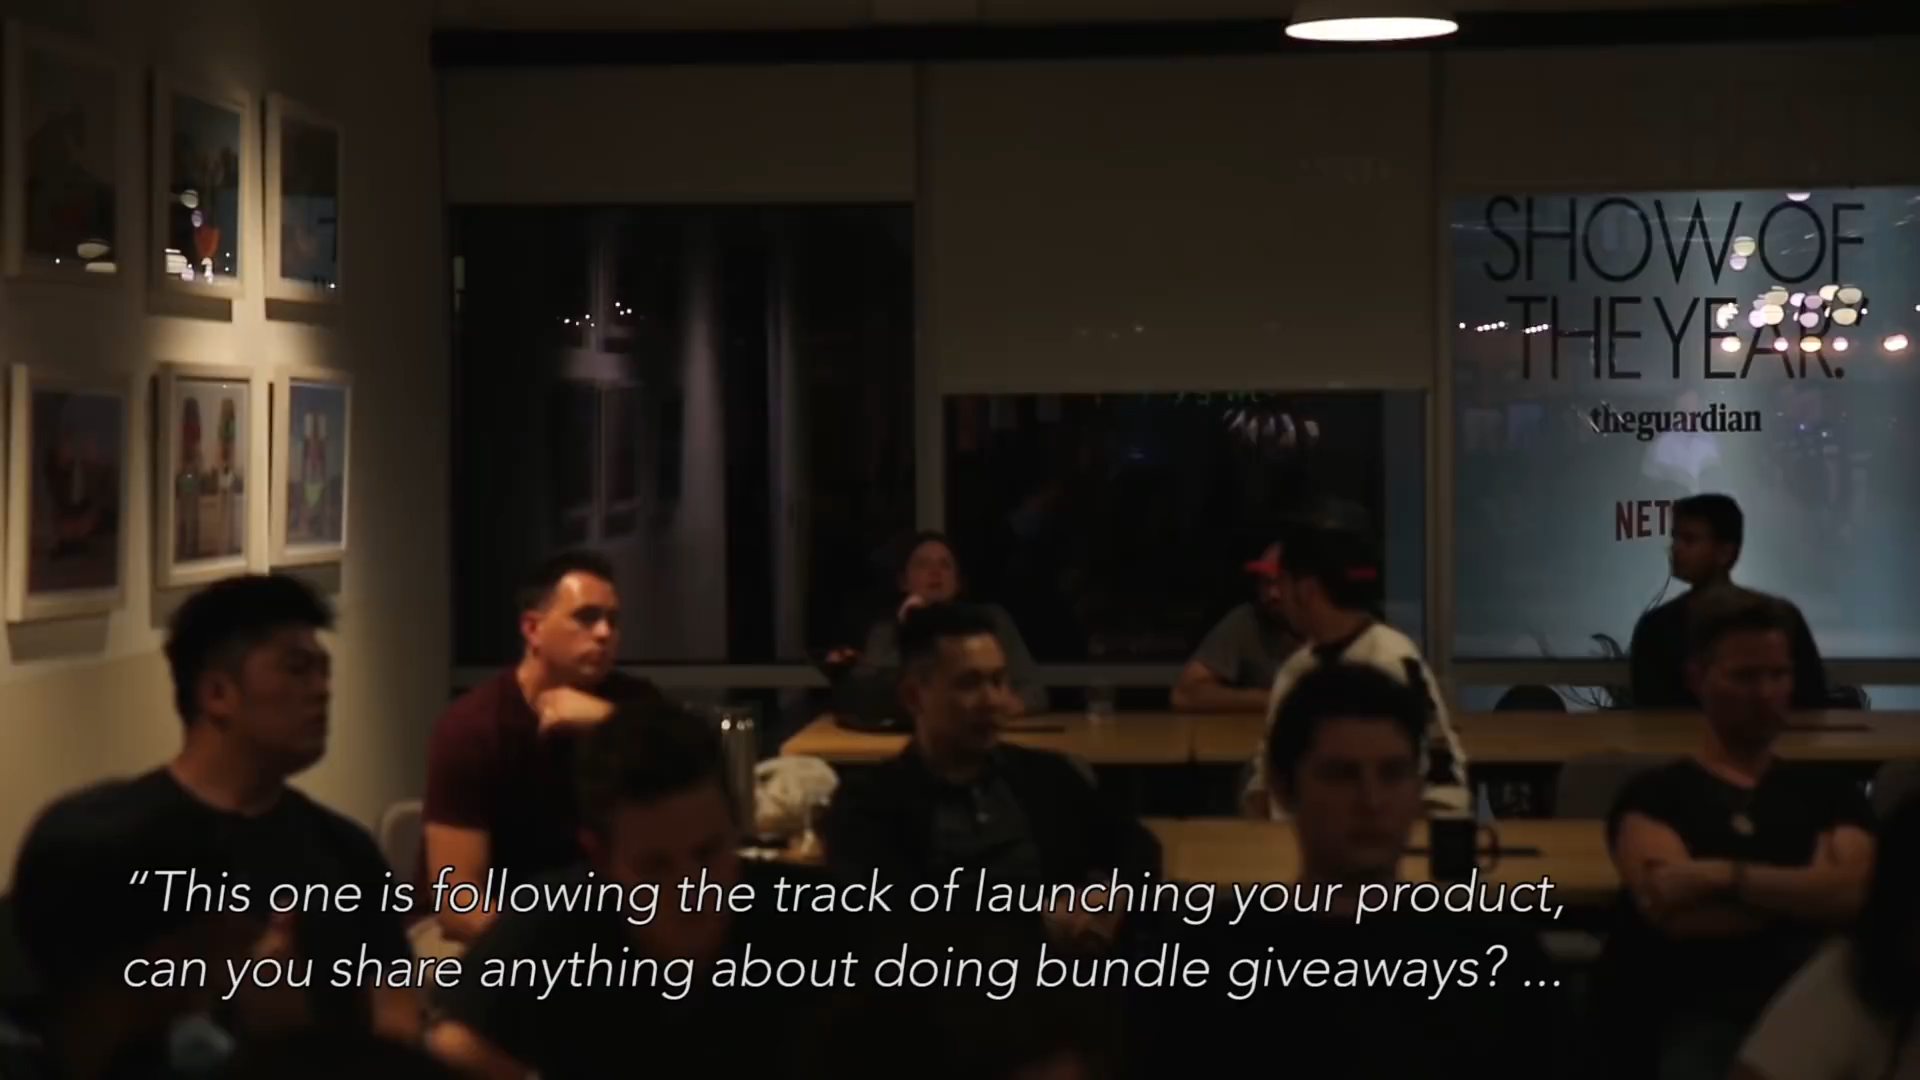 SHOW OF
THE YEAR.”
theguardian
NET
“This one is following the track of launching your product,
can you share anything about doing bundle giveaways? ...